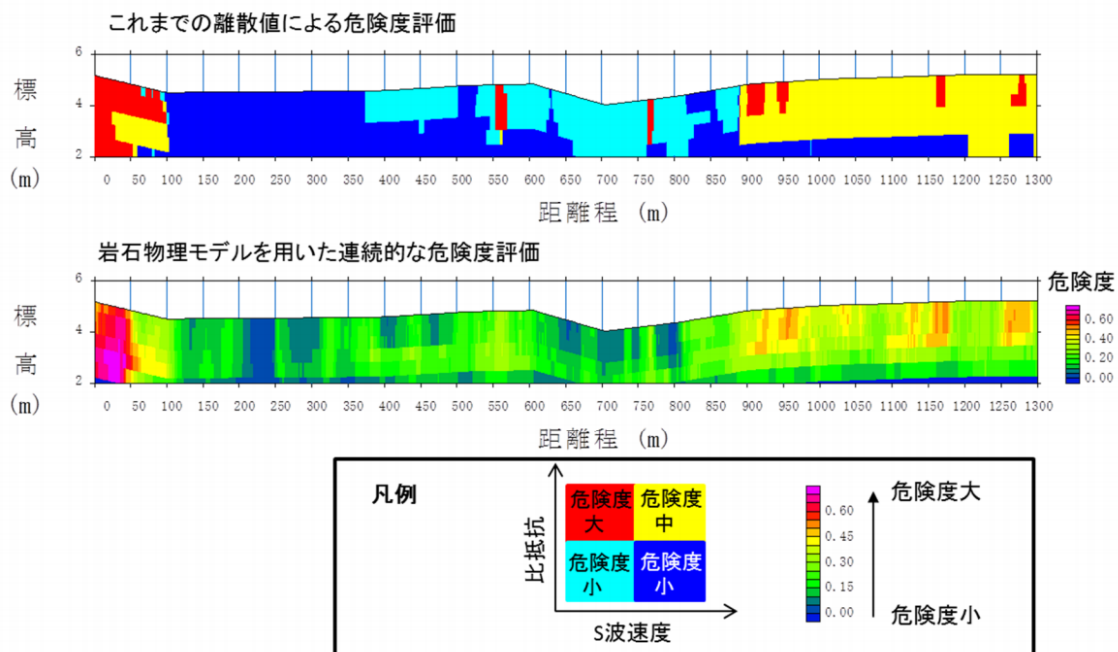 これまでの離散値による危険度評価
6
4
2
標
高
(m)
0 50 100 150 200 250 300 350 400 450 500 550 600 650 700 750 800 850 900 950 1000 1050 1100 1150 1200 1250 1300
距離程 (m)
岩石物理モデルを用いた連続的な危険度評価
6
4
2
標
高
(m)
0 50 100 150 200 250 300 350 400 450 500 550 600 650 700 750 800 850 900 950 1000 1050 1100 1150 1200 1250 1300
距離程 (m)
危険度
0.60
0.40
0.20
0.00
凡例
比抵抗
危険度
大
危険度
中
危険度
小
危険度
小
S波速度
0.60
0.45
0.30
0.15
0.00
危険度大
危険度小